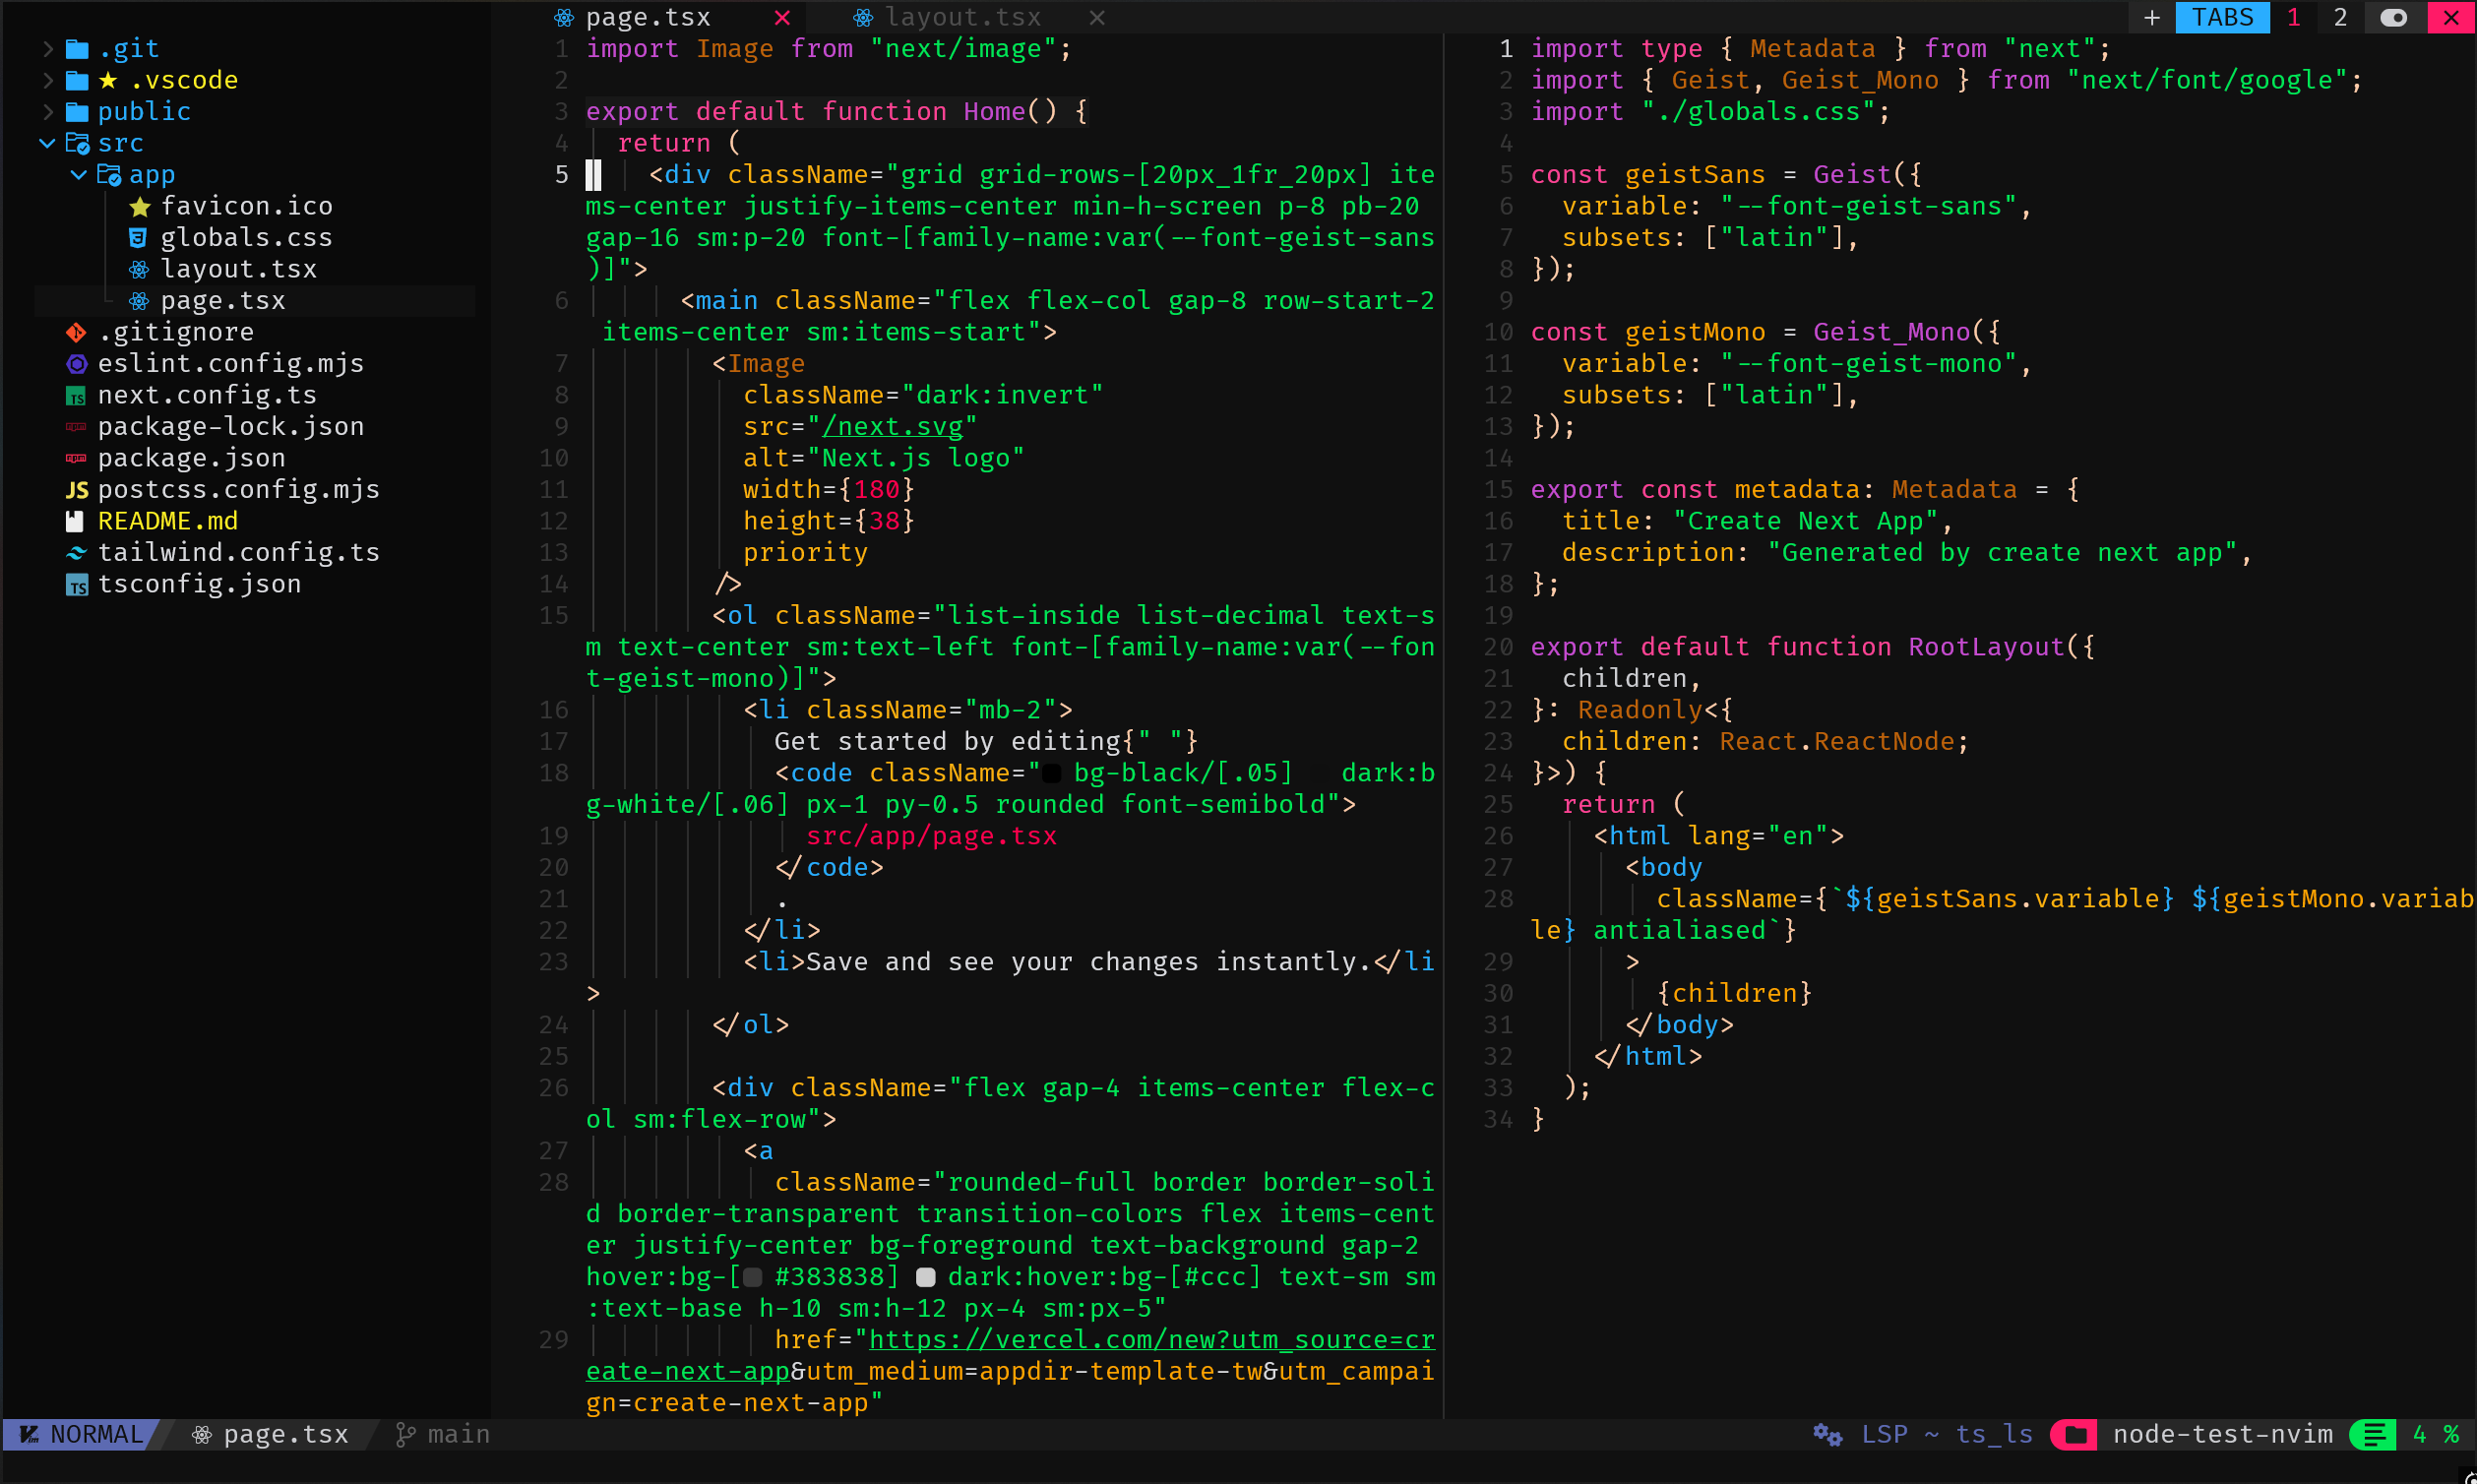 page.tsx layout.tsx + TABS 1 2
.git
.vscode
public
src
app
favicon.ico
globals.css
layout.tsx
page.tsx
.gitignore
eslint.config.mjs
TS next.config.ts
package-lock.json
package.json
JS postcss.config.mjs
README.md
tailwind.config.ts
TS tsconfig.json
1 import Image from "next/image";
2
3 export default function Home() {
4 return (
5 <div className="grid grid-rows-[20px_1fr_20px] ite
ms-center justify-items-center min-h-screen p-8 pb-20
gap-16 sm:p-20 font-[family-name:var(--font-geist-sans
)]">
6 <main className="flex flex-col gap-8 row-start-2
items-center sm:items-start">
7 <Image
8 className="dark:invert"
9 src="/next.svg"
10 alt="Next.js logo"
11 width={180}
12 height={38}
13 priority
14 />
15 <ol className="list-inside list-decimal text-s
m text-center sm:text-left font-[family-name:var(--fon
t-geist-mono)]">
16 <li className="mb-2">
17 Get started by editing{" "}
18 <code className="bg-black/[.05] dark:b
g-white/[.06] px-1 py-0.5 rounded font-semibold">
19 src/app/page.tsx
20 </code>
21 .
22 </li>
23 <li>Save and see your changes instantly.</li
>
24 </ol>
25
26 <div className="flex gap-4 items-center flex-c
ol sm:flex-row">
27 <a
28 className="rounded-full border border-soli
d border-transparent transition-colors flex items-cent
er justify-center bg-foreground text-background gap-2
hover:bg-[#383838] dark:hover:bg-[#ccc] text-sm sm
:text-base h-10 sm:h-12 px-4 sm:px-5"
29 href="https://vercel.com/new?utm_source=cr
eate-next-app&utm_medium=appdir-template-tw&utm_campai
gn=create-next-app"
1 import type { Metadata } from "next";
2 import { Geist, Geist_Mono } from "next/font/google";
3 import "./globals.css";
4
5 const geistSans = Geist({
6 variable: "--font-geist-sans",
7 subsets: ["latin"],
8 });
9
10 const geistMono = Geist_Mono({
11 variable: "--font-geist-mono",
12 subsets: ["latin"],
13 });
14
15 export const metadata: Metadata = {
16 title: "Create Next App",
17 description: "Generated by create next app",
18 };
19
20 export default function RootLayout({
21 children,
22 }: Readonly<{
23 children: React.ReactNode;
24 }>) {
25 return (
26 <html lang="en">
27 <body
28 className={`${geistSans.variable} ${geistMono.variab
le} antialiased`}
29 >
30 {children}
31 </body>
32 </html>
33 );
34 }
NORMAL page.tsx main LSP ~ ts_ls node-test-nvim 4 %